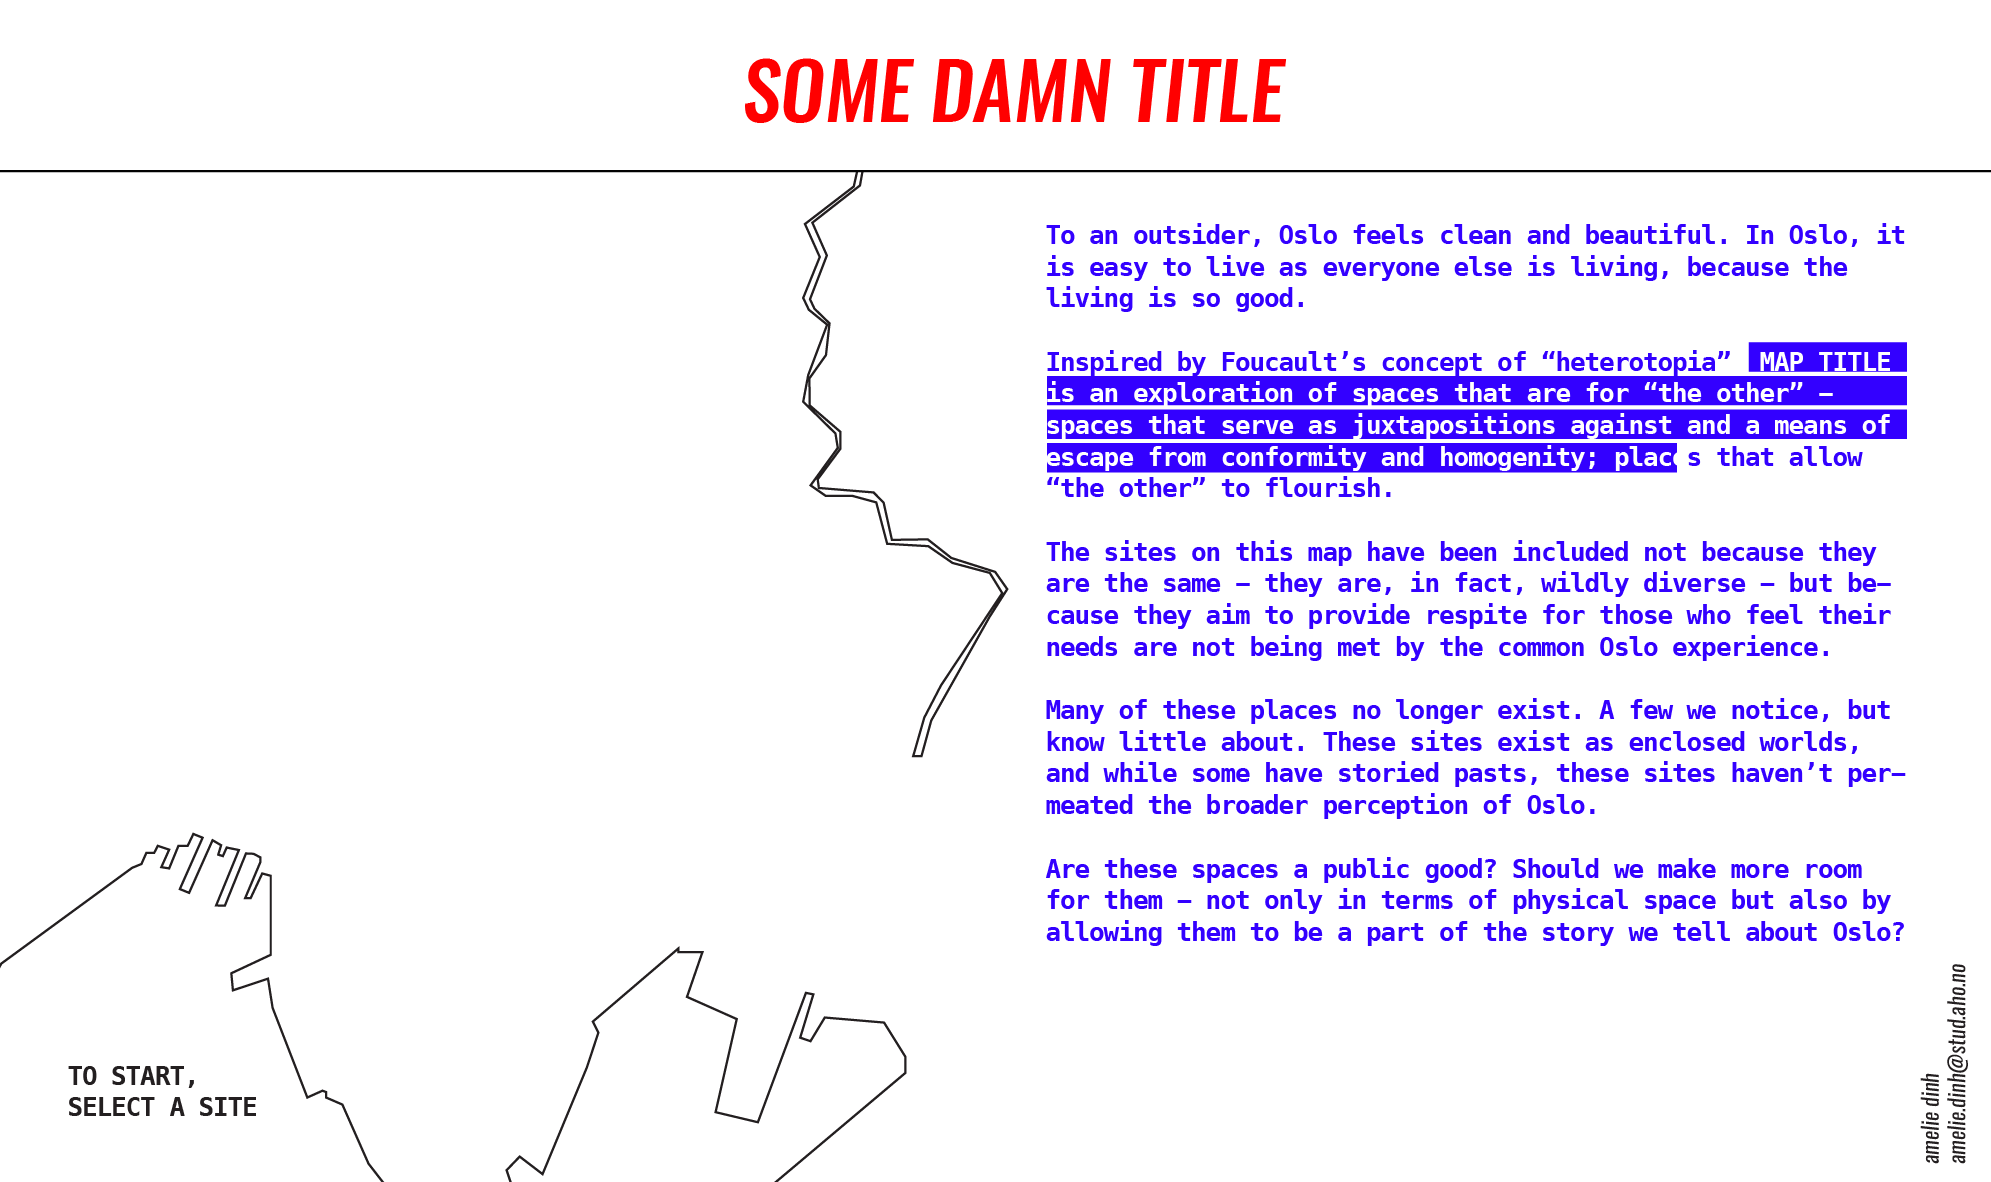 SOME DAMN TITLE
To an outsider, Oslo feels clean and beautiful. In Oslo, it
is easy to live as everyone else is living, because the
living is so good.
Inspired by Foucault’s concept of “heterotopia” MAP TITLE
is an exploration of spaces that are for “the other” –
spaces that serve as juxtapositions against and a means of
escape from conformity and homogenity; places that allow
“the other” to flourish.
The sites on this map have been included not because they
are the same – they are, in fact, wildly diverse – but be–
cause they aim to provide respite for those who feel their
needs are not being met by the common Oslo experience.
Many of these places no longer exist. A few we notice, but
know little about. These sites exist as enclosed worlds,
and while some have storied pasts, these sites haven’t per–
meated the broader perception of Oslo.
Are these spaces a public good? Should we make more room
for them – not only in terms of physical space but also by
allowing them to be a part of the story we tell about Oslo?
TO START,
SELECT A SITE
amelie dinh
amelie.dinh@stud.aho.no